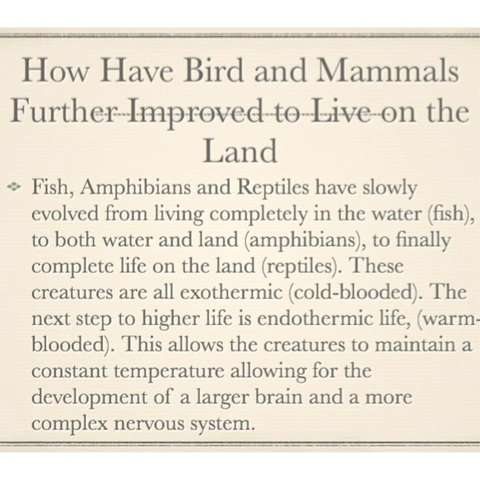 How Have Bird and Mammals
Further Improved to Live on the
Land
Fish, Amphibians and Reptiles have slowly
evolved from living completely in the water (fish),
to both water and land (amphibians), to finally
complete life on the land (reptiles). These
creatures are all exothermic (cold-blooded). The
next step to higher life is endothermic life, (warm-
blooded). This allows the creatures to maintain a
constant temperature allowing for the
development of a larger brain and a more
complex nervous system.